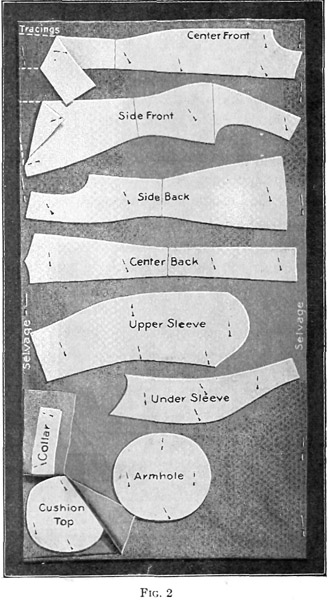 Tracings
Center Front
Side Front
Side Back
Center Back
Upper Sleeve
Selvage
Selvage
Under Sleeve
Collar
Armhole
Cushion
Top
Fig. 2